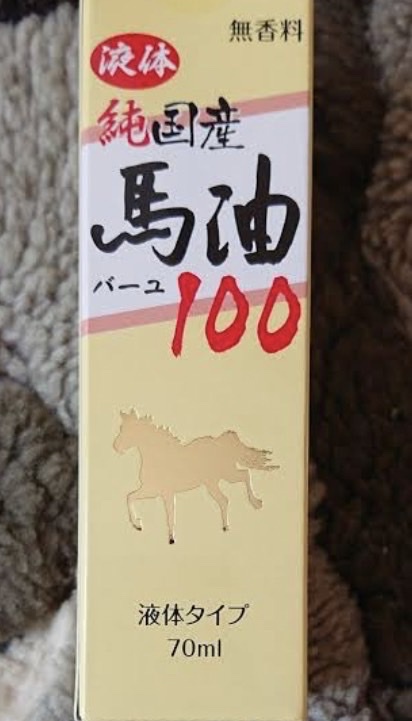 無香料
液体
純国産
馬油
バーユ
100
液体タイプ
70ml